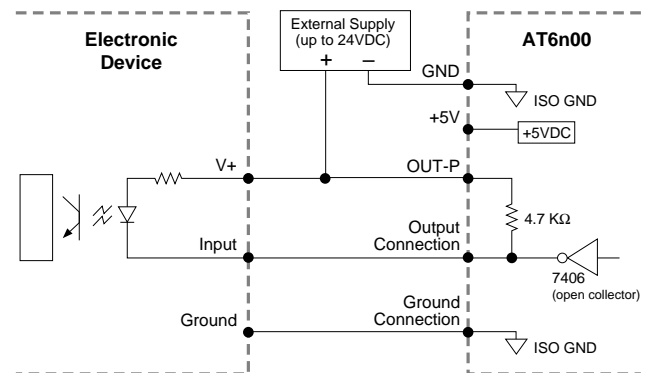 External Supply
(up to 24VDC)
+ –
Electronic
Device
AT6n00
GND
ISO GND
+5V
+5VDC
V+
OUT-P
4.7 KΩ
Input
Output
Connection
7406
(open collector)
Ground
Ground
Connection
ISO GND